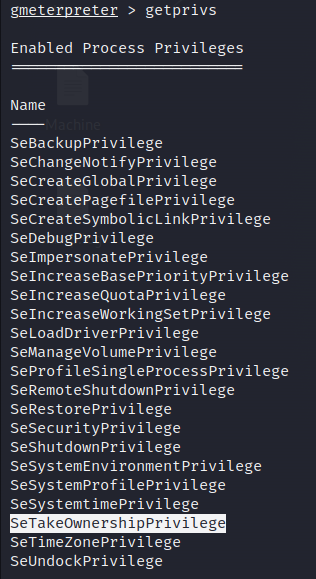 gmeterpreter > getprivs
Enabled Process Privileges
==========================
Name
----
Machine
SeBackupPrivilege
SeChangeNotifyPrivilege
SeCreateGlobalPrivilege
SeCreatePagefilePrivilege
SeCreateSymbolicLinkPrivilege
SeDebugPrivilege
SeImpersonatePrivilege
SeIncreaseBasePriorityPrivilege
SeIncreaseQuotaPrivilege
SeIncreaseWorkingSetPrivilege
SeLoadDriverPrivilege
SeManageVolumePrivilege
SeProfileSingleProcessPrivilege
SeRemoteShutdownPrivilege
SeRestorePrivilege
SeSecurityPrivilege
SeShutdownPrivilege
SeSystemEnvironmentPrivilege
SeSystemProfilePrivilege
SeSystemtimePrivilege
SeTakeOwnershipPrivilege
SeTimeZonePrivilege
SeUndockPrivilege